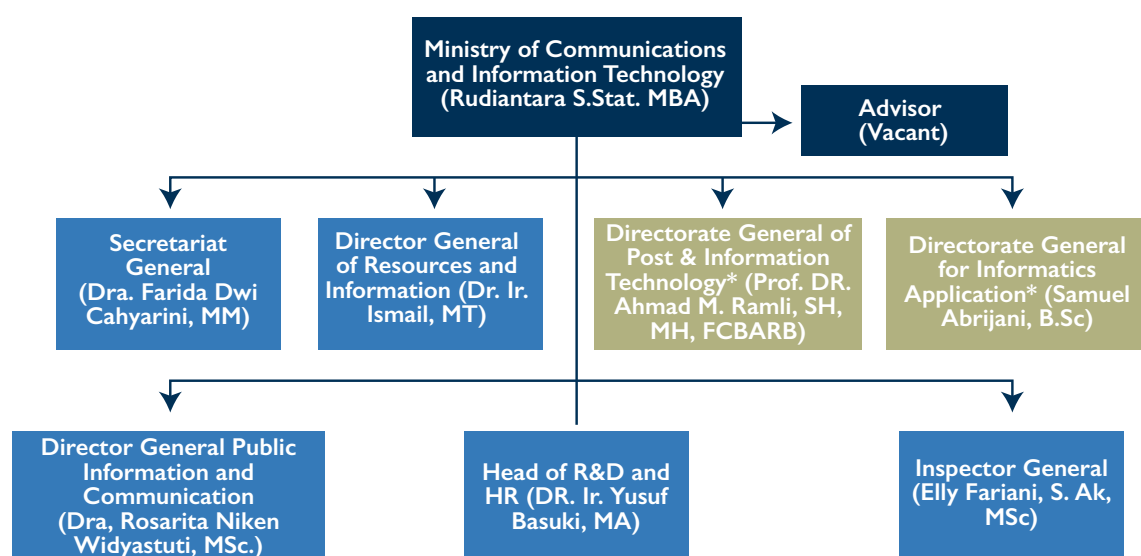 Ministry of Communications
and Information Technology
(Rudiantara S.Stat. MBA)
Advisor
(Vacant)
Secretariat
General
(Dra. Farida Dwi
Cahyarini, MM)
Director General
of Resources and
Information (Dr. Ir.
Ismail, MT)
Directorate General of
Post & Information
Technology* (Prof. DR.
Ahmad M. Ramli, SH,
MH, FCBARB)
Directorate General
for Informatics
Application* (Samuel
Abrijani, B.Sc)
Director General Public
Information and
Communication
(Dra, Rosarita Niken
Widyastuti, MSc.)
Head of R&D and
HR (DR. Ir. Yusuf
Basuki, MA)
Inspector General
(Elly Fariani, S. Ak,
MSc)